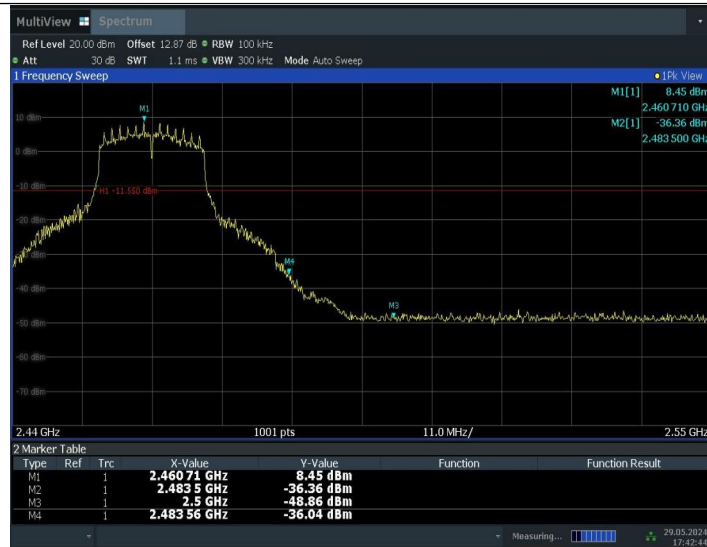 MultiView Spectrum
Ref Level 20.00 dBm Offset 12.87 dB RBW 100 kHz
Att 30 dB SWT 1.1 ms VBW 300 kHz Mode Auto Sweep
1 Frequency Sweep 1Pk View
M1[1] 8.45 dBm
2.460 710 GHz
M2[1] -36.36 dBm
2.483 500 GHz
M1
10 dBm
0 dBm
-10 dBm
H1 -11.550 dBm
-20 dBm
-30 dBm
M4
-40 dBm
M3
-50 dBm
-60 dBm
-70 dBm
2.44 GHz 1001 pts 11.0 MHz/ 2.55 GHz
2 Marker Table
Type Ref Trc X-Value Y-Value Function Function Result
M1 1 2.460 71 GHz 8.45 dBm
M2 1 2.483 5 GHz -36.36 dBm
M3 1 2.5 GHz -48.86 dBm
M4 1 2.483 56 GHz -36.04 dBm
Measuring... 29.05.2024
17:42:44